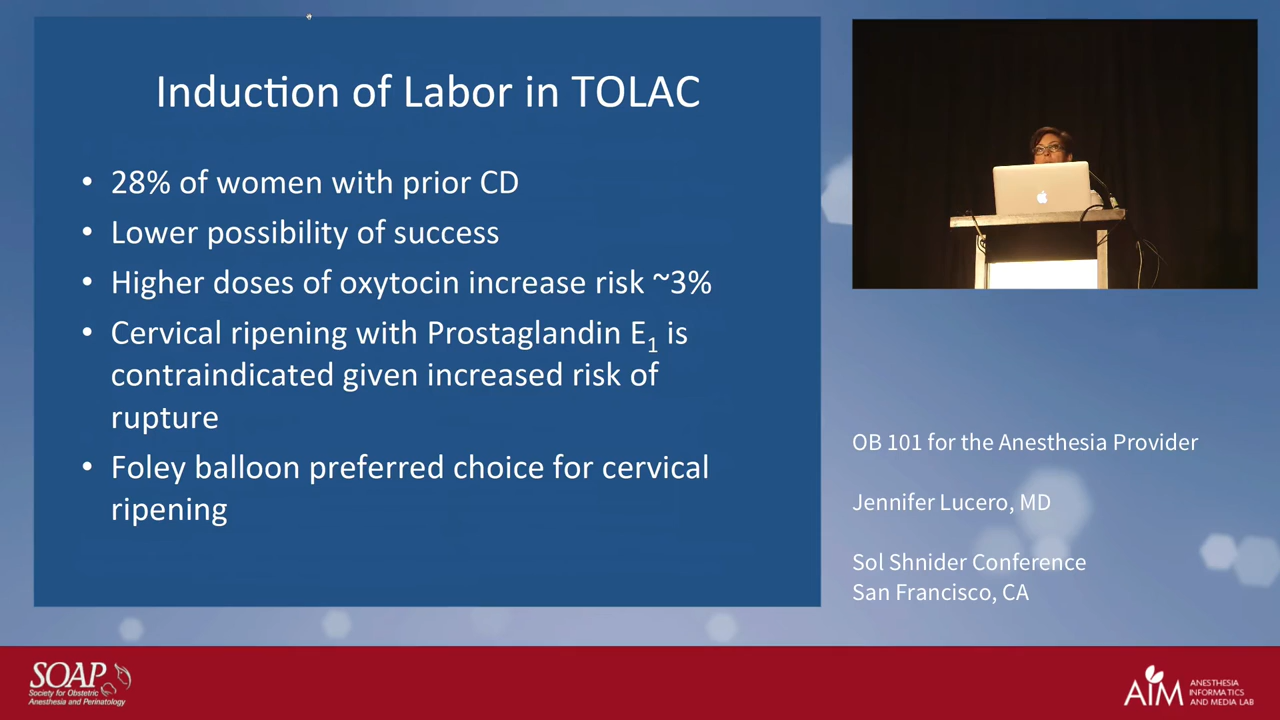 Induction of Labor in TOLAC
• 28% of women with prior CD
• Lower possibility of success
• Higher doses of oxytocin increase risk ~3%
• Cervical ripening with Prostaglandin E₁ is
contraindicated given increased risk of
rupture
• Foley balloon preferred choice for cervical
ripening
OB 101 for the Anesthesia Provider
Jennifer Lucero, MD
Sol Shnider Conference
San Francisco, CA
SOAP
Society for Obstetric
Anesthesia and Perinatology
AIM
ANESTHESIA
INFORMATICS
AND MEDIA LAB